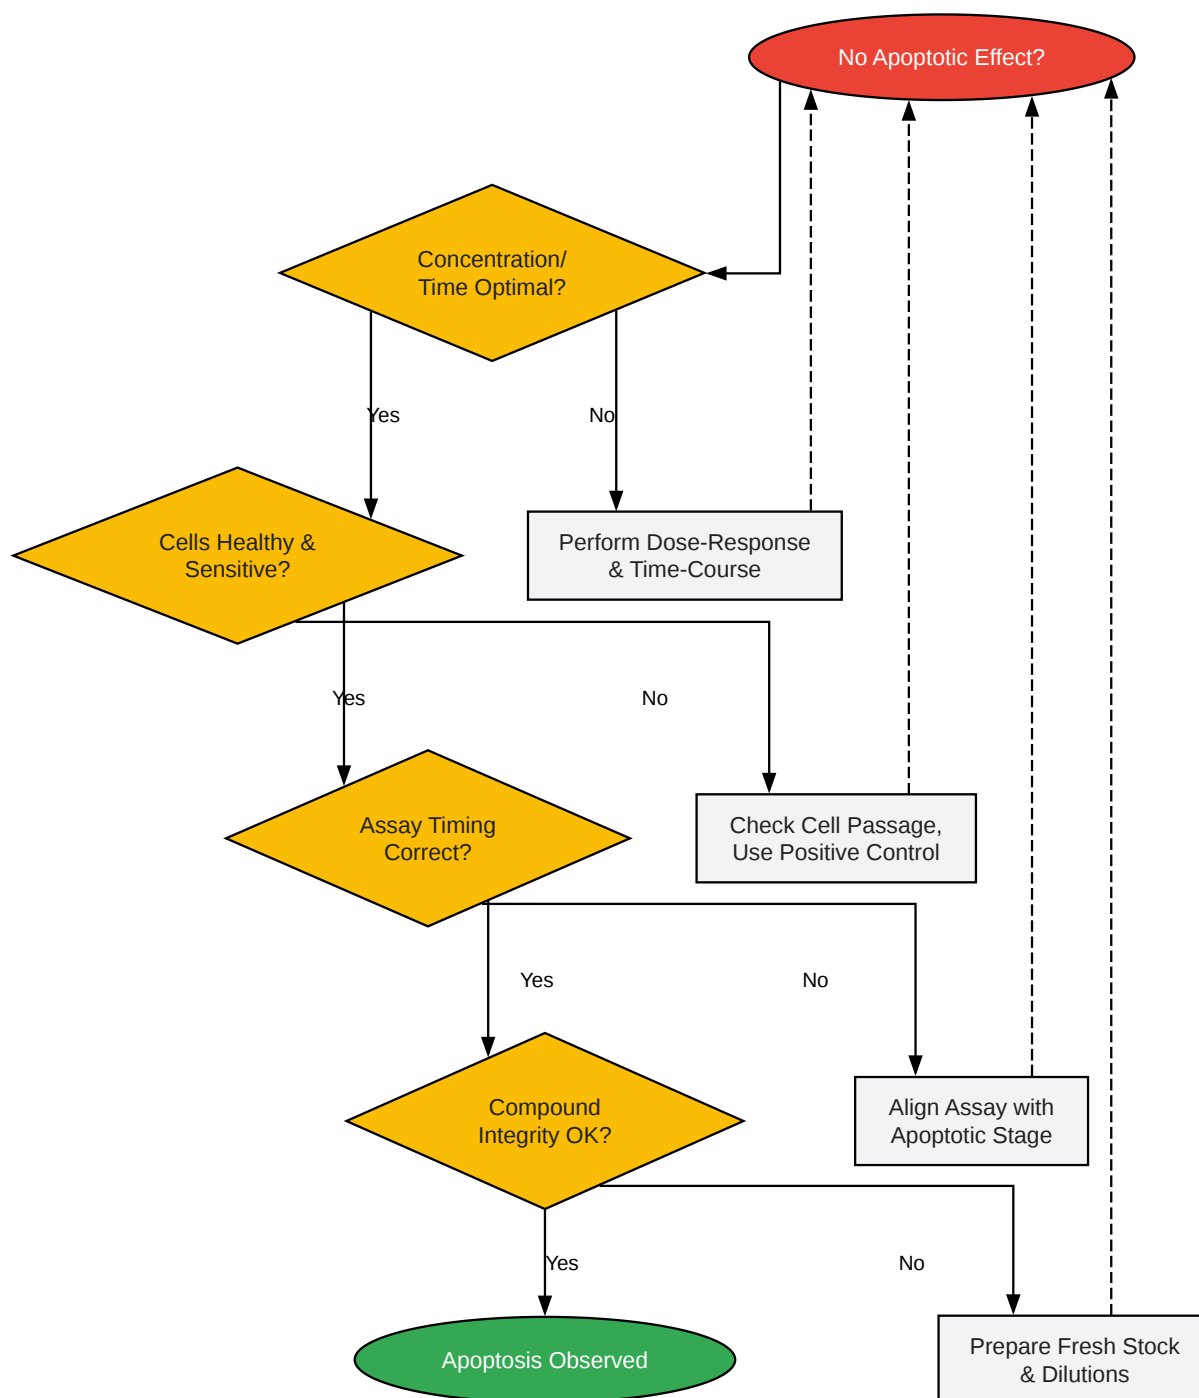 No Apoptotic Effect?
Concentration/
Time Optimal?
Yes
No
Cells Healthy &
Sensitive?
Perform Dose-Response
& Time-Course
Yes
No
Assay Timing
Correct?
Check Cell Passage,
Use Positive Control
Yes
No
Compound
Integrity OK?
Align Assay with
Apoptotic Stage
Yes
No
Apoptosis Observed
Prepare Fresh Stock
& Dilutions